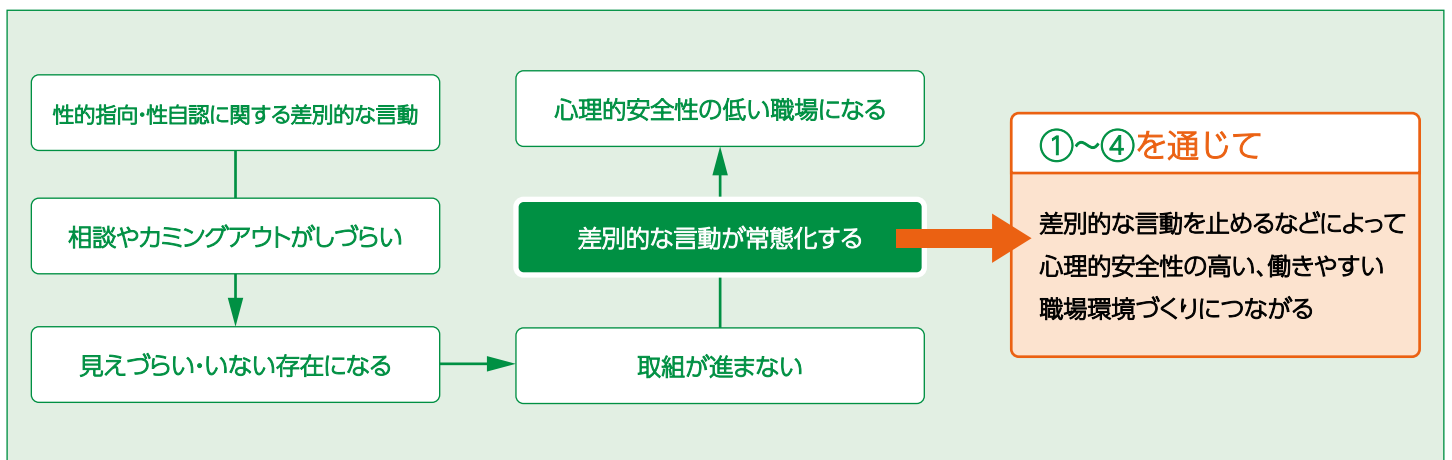 性的指向・性自認に関する差別的な言動
相談やカミングアウトがしづらい
見えづらい・いない存在になる
取組が進まない
差別的な言動が常態化する
心理的安全性の低い職場になる
①～④を通じて
差別的な言動を止めるなどによって
心理的安全性の高い、働きやすい
職場環境づくりにつながる